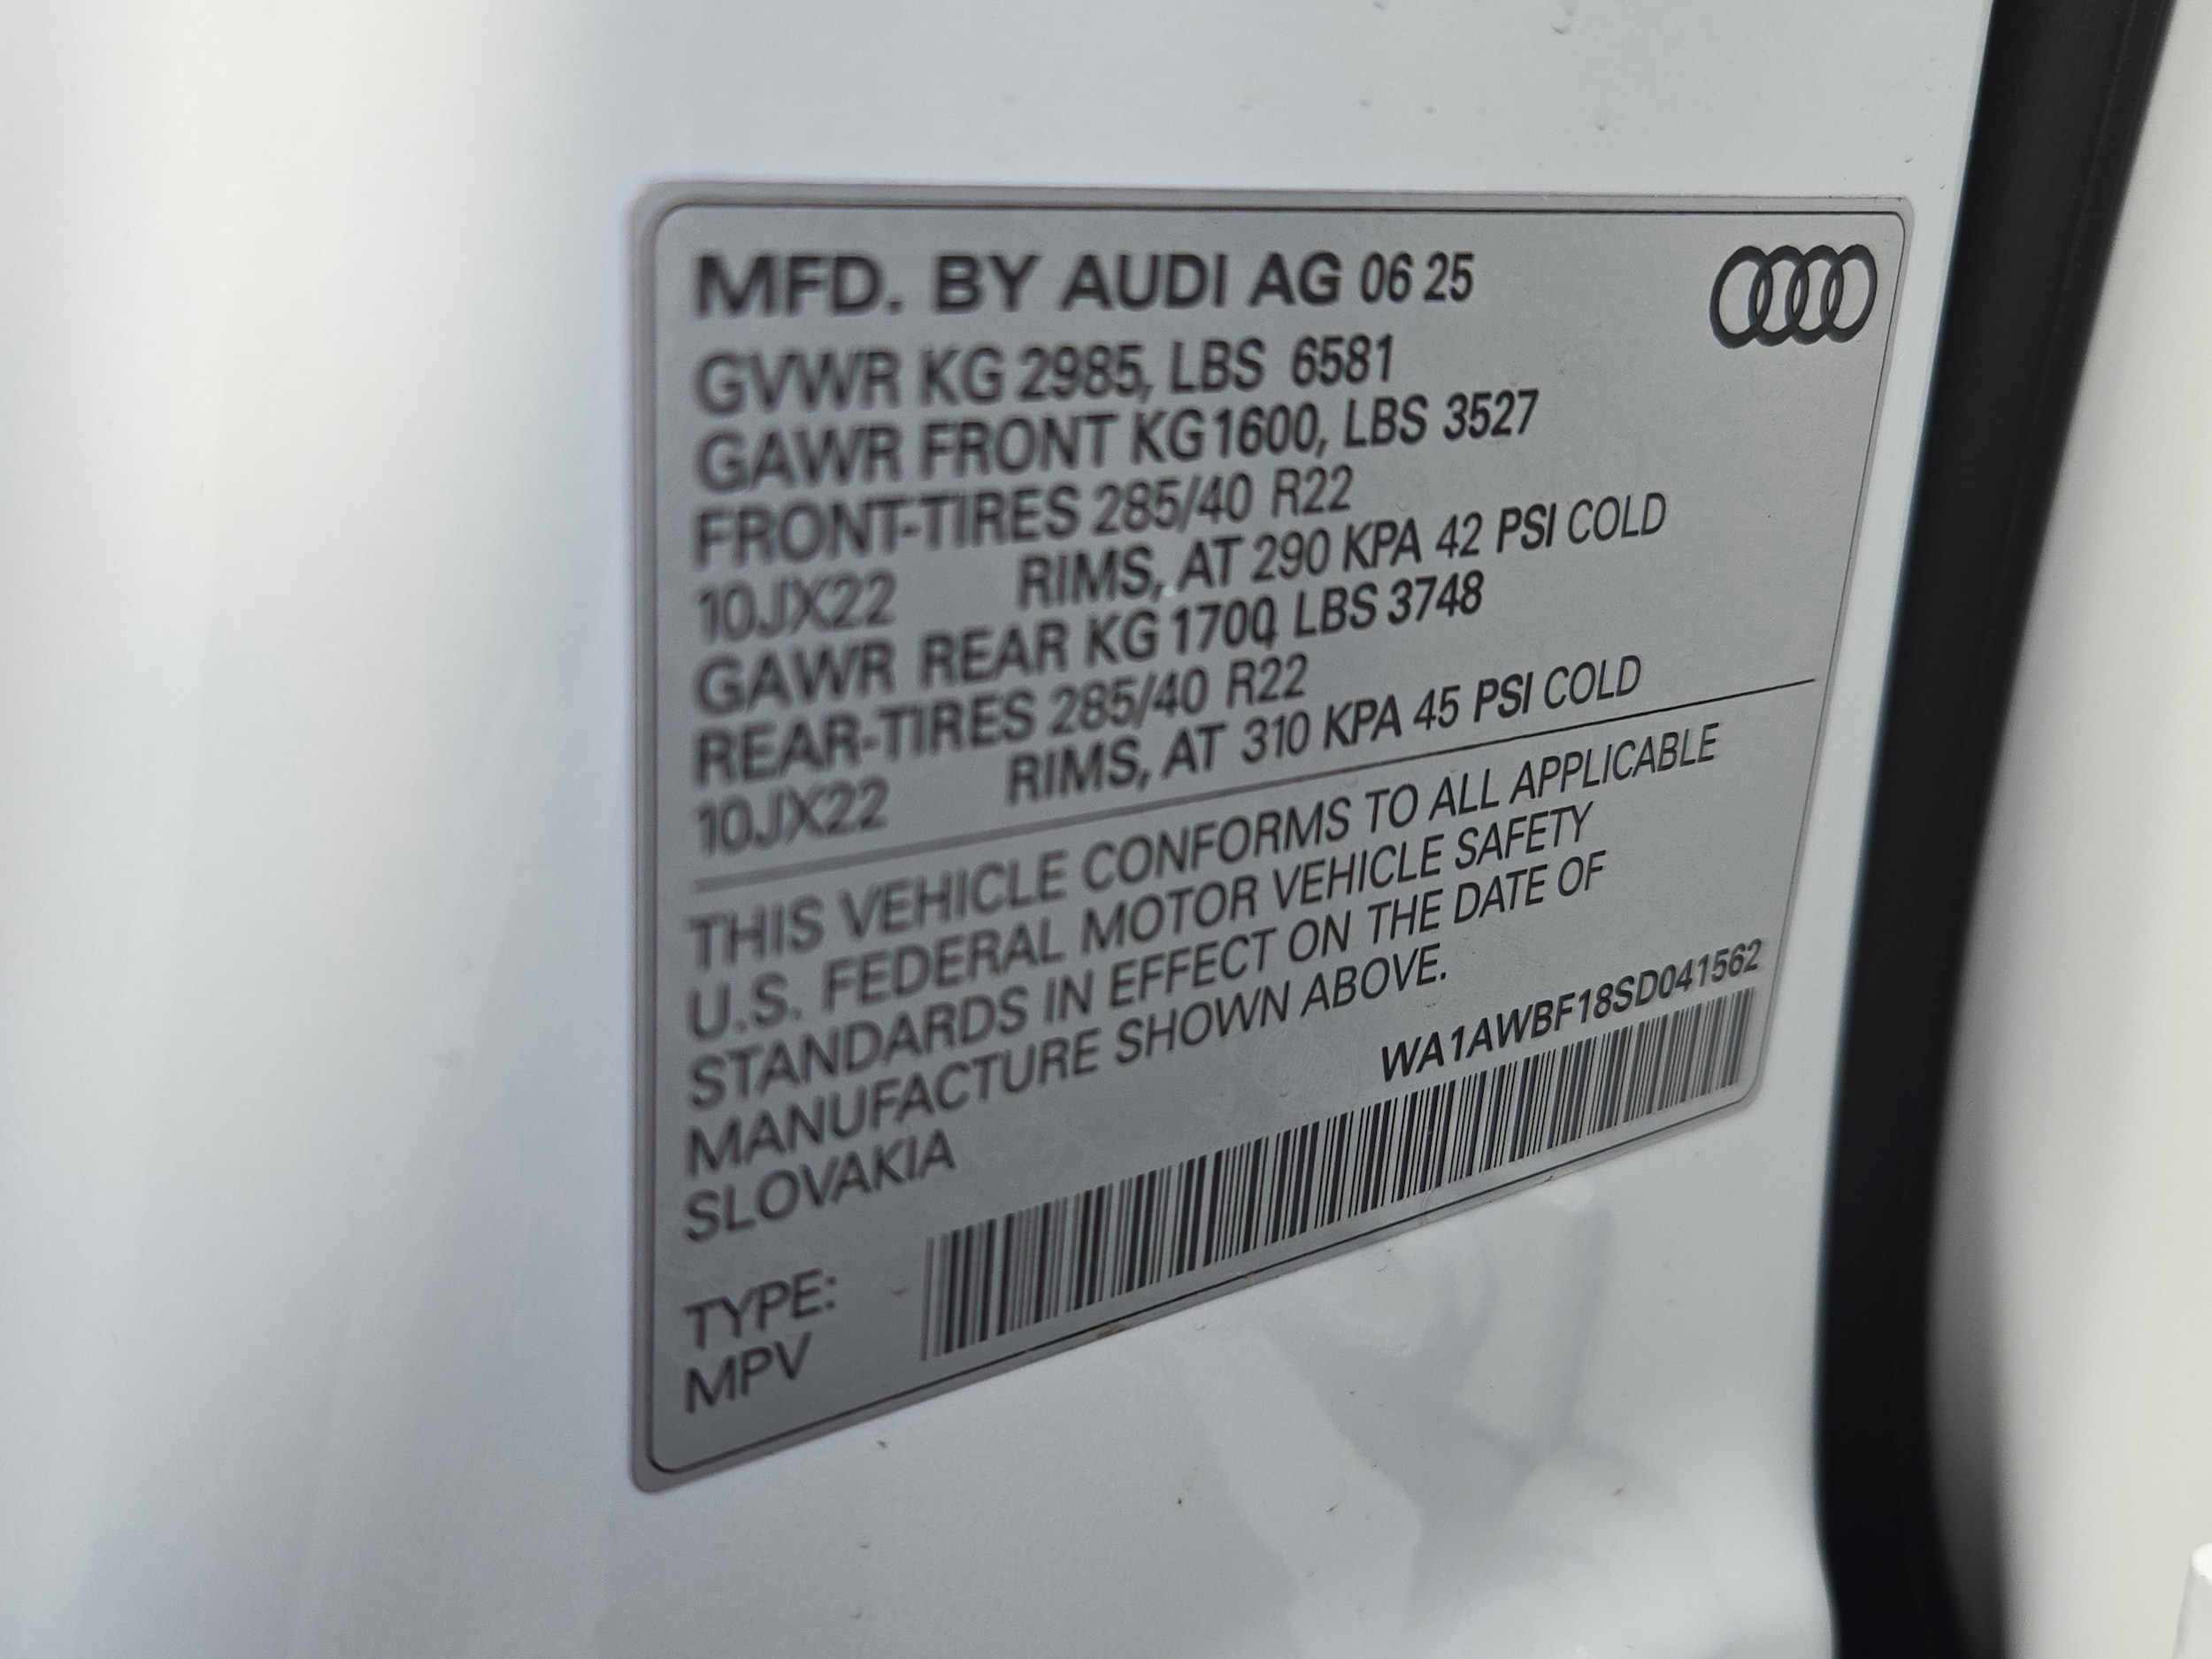 MFD. BY AUDI AG 06 25
GVWR KG 2985, LBS 6581
GAWR FRONT KG 1600, LBS 3527
FRONT-TIRES 285/40 R22
10JX22 RIMS, AT 290 KPA 42 PSI COLD
GAWR REAR KG 1700, LBS 3748
REAR-TIRES 285/40 R22
10JX22 RIMS, AT 310 KPA 45 PSI COLD
THIS VEHICLE CONFORMS TO ALL APPLICABLE
U.S. FEDERAL MOTOR VEHICLE SAFETY
STANDARDS IN EFFECT ON THE DATE OF
MANUFACTURE SHOWN ABOVE.
SLOVAKIA
WA1AWBF18SD041562
TYPE:
MPV